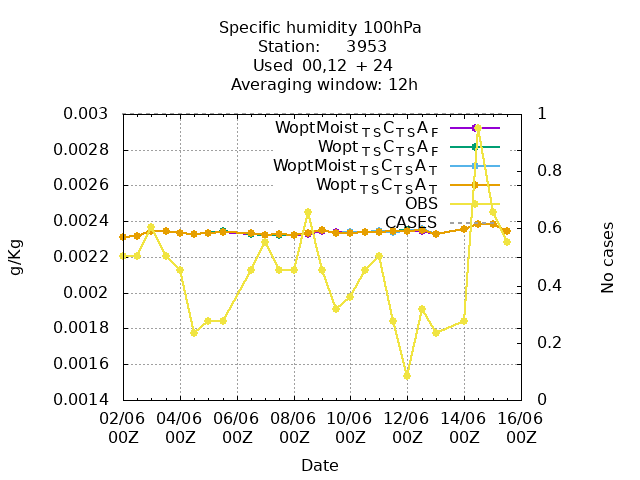 Specific humidity 100hPa
Station: 3953
Used 00,12 + 24
Averaging window: 12h
0.003
0.0028
0.0026
0.0024
0.0022
0.002
0.0018
0.0016
0.0014
g/Kg
1
0.8
0.6
0.4
0.2
0
No cases
WoptMoist TS C TS A F
Wopt TS C TS A F
WoptMoist TS C TS A T
Wopt TS C TS A T
OBS
CASES
02/06 04/06 06/06 08/06 10/06 12/06 14/06 16/06
00Z 00Z 00Z 00Z 00Z 00Z 00Z 00Z
Date